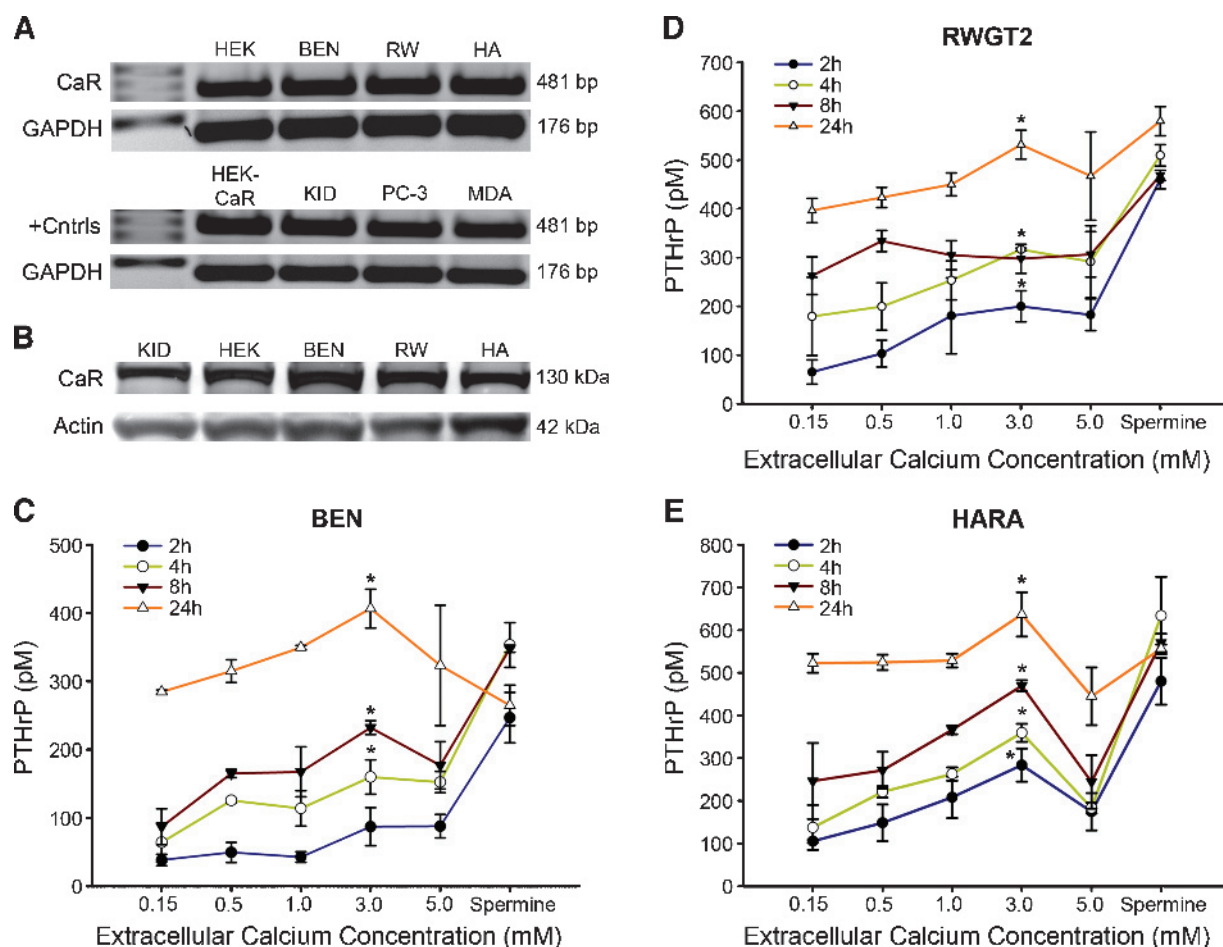 A
HEK BEN RW HA
CaR 481 bp
GAPDH 176 bp
HEK-
CaR KID PC-3 MDA
+Cntrls 481 bp
GAPDH 176 bp
B
KID HEK BEN RW HA
CaR 130 kDa
Actin 42 kDa
C
BEN
500
400
300
200
100
0
PTHrP (pM)
2h
4h
8h
24h
*
*
*
0.15 0.5 1.0 3.0 5.0 Spermine
Extracellular Calcium Concentration (mM)
D
RWGT2
700
600
500
400
300
200
100
0
PTHrP (pM)
2h
4h
8h
24h
*
*
*
0.15 0.5 1.0 3.0 5.0 Spermine
Extracellular Calcium Concentration (mM)
E
HARA
800
700
600
500
400
300
200
100
0
PTHrP (pM)
2h
4h
8h
24h
*
*
*
*
0.15 0.5 1.0 3.0 5.0 Spermine
Extracellular Calcium Concentration (mM)